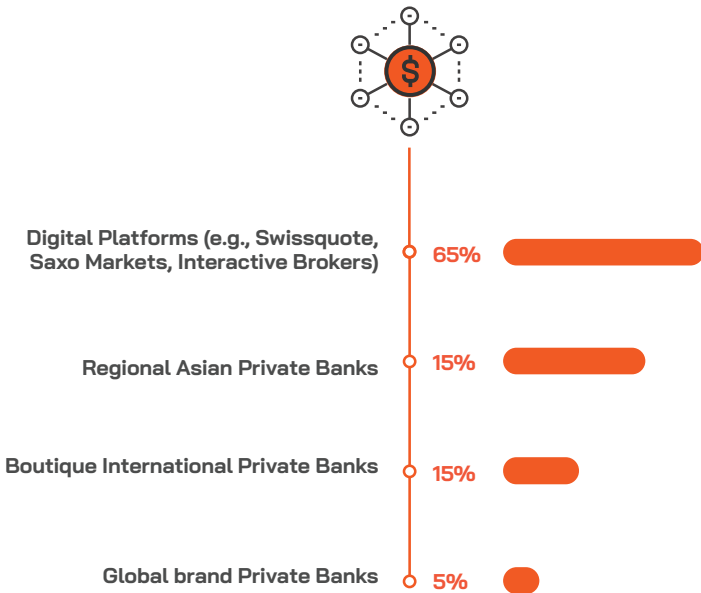 $
Digital Platforms (e.g., Swissquote,
Saxo Markets, Interactive Brokers)
65%
Regional Asian Private Banks
15%
Boutique International Private Banks
15%
Global brand Private Banks
5%